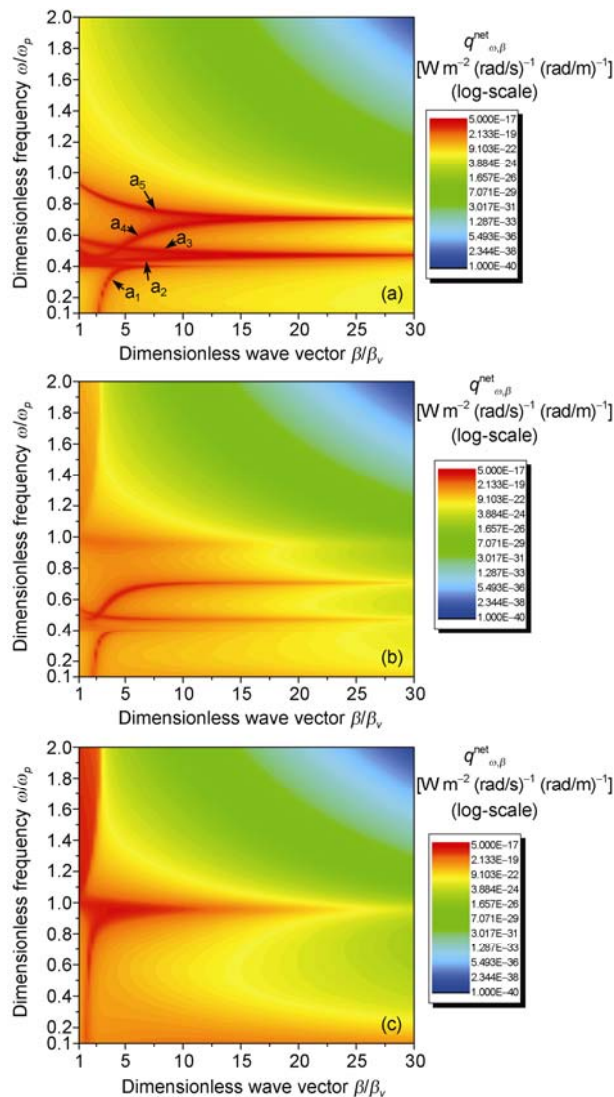 2.0
1.8
1.6
1.4
1.2
1.0
0.8
0.6
0.4
0.2
0.1
Dimensionless frequency ω/ωp
a5
a4
a3
a1
a2
(a)
1 5 10 15 20 25 30
Dimensionless wave vector β/βv
q^net ω,β
[W m−2 (rad/s)−1 (rad/m)−1]
(log-scale)
5.000E–17
2.133E–19
9.103E–22
3.884E–24
1.657E–26
7.071E–29
3.017E–31
1.287E–33
5.493E–36
2.344E–38
1.000E–40
2.0
1.8
1.6
1.4
1.2
1.0
0.8
0.6
0.4
0.2
0.1
Dimensionless frequency ω/ωp
(b)
1 5 10 15 20 25 30
Dimensionless wave vector β/βv
q^net ω,β
[W m−2 (rad/s)−1 (rad/m)−1]
(log-scale)
5.000E–17
2.133E–19
9.103E–22
3.884E–24
1.657E–26
7.071E–29
3.017E–31
1.287E–33
5.493E–36
2.344E–38
1.000E–40
2.0
1.8
1.6
1.4
1.2
1.0
0.8
0.6
0.4
0.2
0.1
Dimensionless frequency ω/ωp
(c)
1 5 10 15 20 25 30
Dimensionless wave vector β/βv
q^net ω,β
[W m−2 (rad/s)−1 (rad/m)−1]
(log-scale)
5.000E–17
2.133E–19
9.103E–22
3.884E–24
1.657E–26
7.071E–29
3.017E–31
1.287E–33
5.493E–36
2.344E–38
1.000E–40